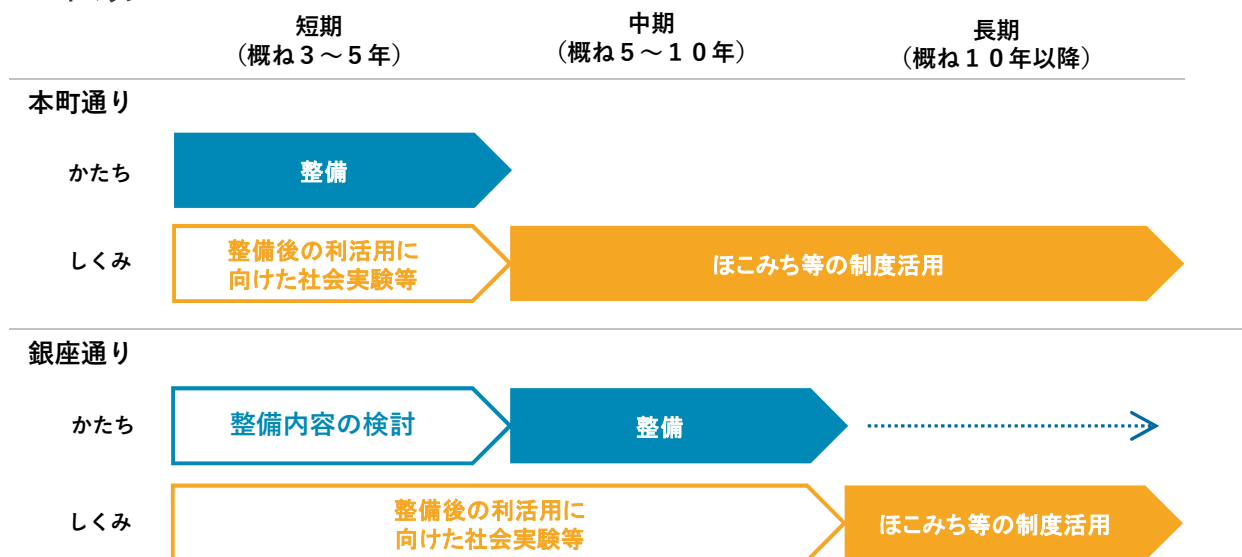 短期
（概ね３～５年）
中期
（概ね５～１０年）
長期
（概ね１０年以降）
本町通り
かたち
整備
しくみ
整備後の利活用に
向けた社会実験等
ほこみち等の制度活用
銀座通り
かたち
整備内容の検討
整備
しくみ
整備後の利活用に
向けた社会実験等
ほこみち等の制度活用